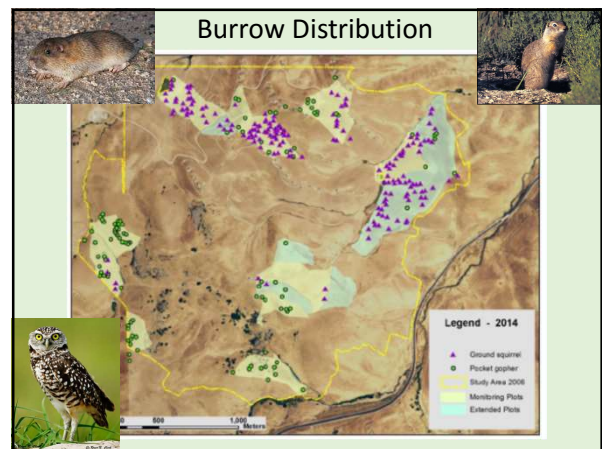 Burrow Distribution
Legend - 2014
Ground squirrel
Pocket gopher
Study Area 2006
Monitoring Plots
Extended Plots
500
1,000
Meters